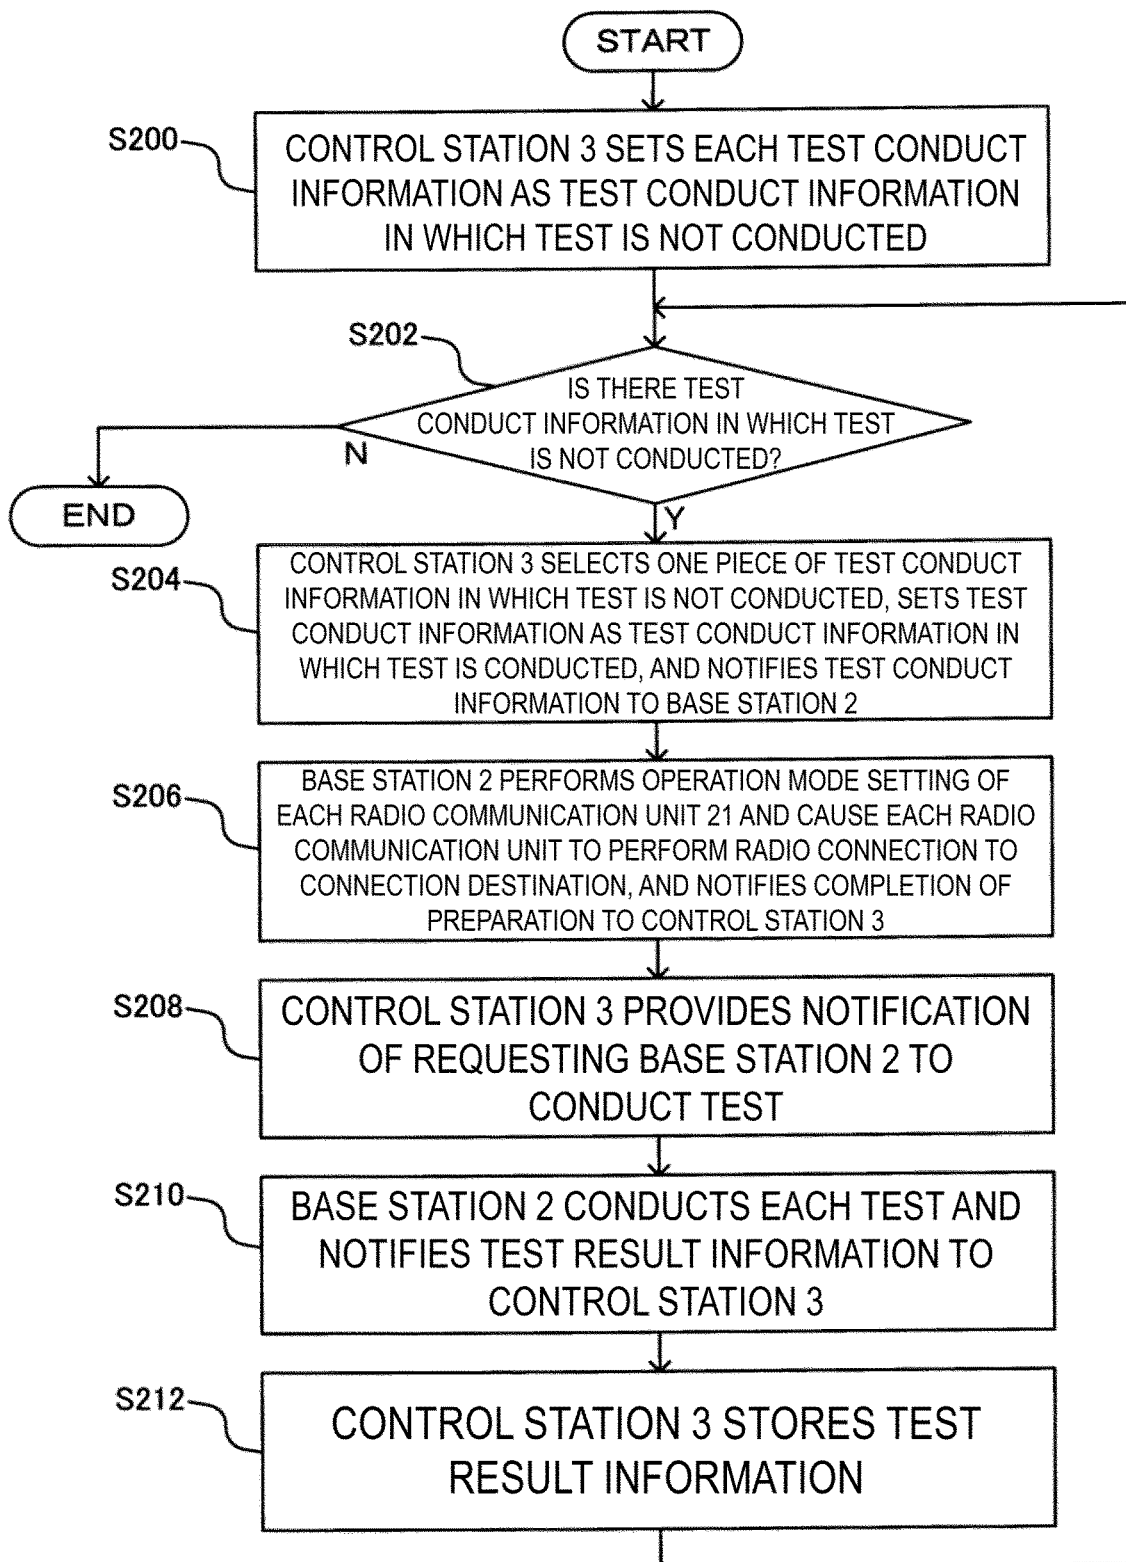 START
S200
CONTROL STATION 3 SETS EACH TEST CONDUCT
INFORMATION AS TEST CONDUCT INFORMATION
IN WHICH TEST IS NOT CONDUCTED
S202
IS THERE TEST
CONDUCT INFORMATION IN WHICH TEST
IS NOT CONDUCTED?
N
END
Y
S204
CONTROL STATION 3 SELECTS ONE PIECE OF TEST CONDUCT
INFORMATION IN WHICH TEST IS NOT CONDUCTED, SETS TEST
CONDUCT INFORMATION AS TEST CONDUCT INFORMATION IN
WHICH TEST IS CONDUCTED, AND NOTIFIES TEST CONDUCT
INFORMATION TO BASE STATION 2
S206
BASE STATION 2 PERFORMS OPERATION MODE SETTING OF
EACH RADIO COMMUNICATION UNIT 21 AND CAUSE EACH RADIO
COMMUNICATION UNIT TO PERFORM RADIO CONNECTION TO
CONNECTION DESTINATION, AND NOTIFIES COMPLETION OF
PREPARATION TO CONTROL STATION 3
S208
CONTROL STATION 3 PROVIDES NOTIFICATION
OF REQUESTING BASE STATION 2 TO
CONDUCT TEST
S210
BASE STATION 2 CONDUCTS EACH TEST AND
NOTIFIES TEST RESULT INFORMATION TO
CONTROL STATION 3
S212
CONTROL STATION 3 STORES TEST
RESULT INFORMATION